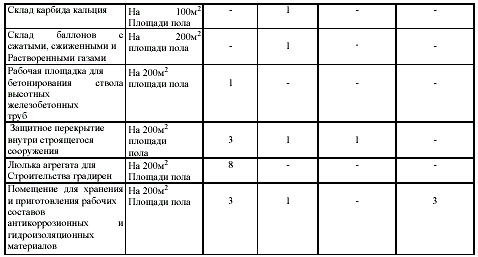 Склад карбида кальция На 100м2 - 1 - -
Площади пола
Склад баллонов с На 200м2
сжатыми, сжиженными и площади пола - 1 - -
Растворенными газами
Рабочая площадка для На 200м2
бетонирования ствола площади пола 1 - - -
высотных
железобетонных
труб
Защитное перекрытие На 200м2
внутри строящегося площади 3 1 1 -
сооружения пола
Люлька агрегата для На 200м2 8 - - -
Строительства градирен Площади пола
Помещение для хранения На 200м2
и приготовления рабочих Площади пола 3 1 - 3
составов
антикоррозионных и
гидроизоляционных
материалов